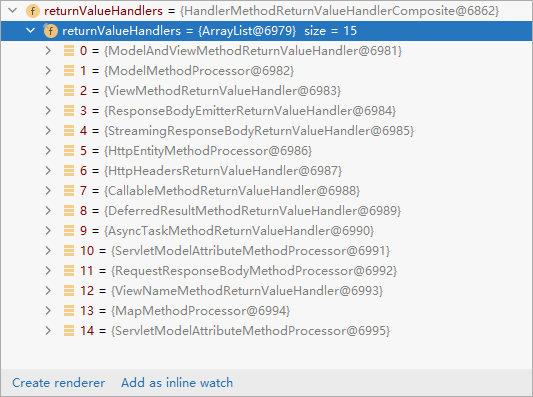 f returnValueHandlers = {HandlerMethodReturnValueHandlerComposite@6862}
f returnValueHandlers = {ArrayList@6979} size = 15
0 = {ModelAndViewMethodReturnValueHandler@6981}
1 = {ModelMethodProcessor@6982}
2 = {ViewMethodReturnValueHandler@6983}
3 = {ResponseBodyEmitterReturnValueHandler@6984}
4 = {StreamingResponseBodyReturnValueHandler@6985}
5 = {HttpEntityMethodProcessor@6986}
6 = {HttpHeadersReturnValueHandler@6987}
7 = {CallableMethodReturnValueHandler@6988}
8 = {DeferredResultMethodReturnValueHandler@6989}
9 = {AsyncTaskMethodReturnValueHandler@6990}
10 = {ServletModelAttributeMethodProcessor@6991}
11 = {RequestResponseBodyMethodProcessor@6992}
12 = {ViewNameMethodReturnValueHandler@6993}
13 = {MapMethodProcessor@6994}
14 = {ServletModelAttributeMethodProcessor@6995}
Create renderer Add as inline watch